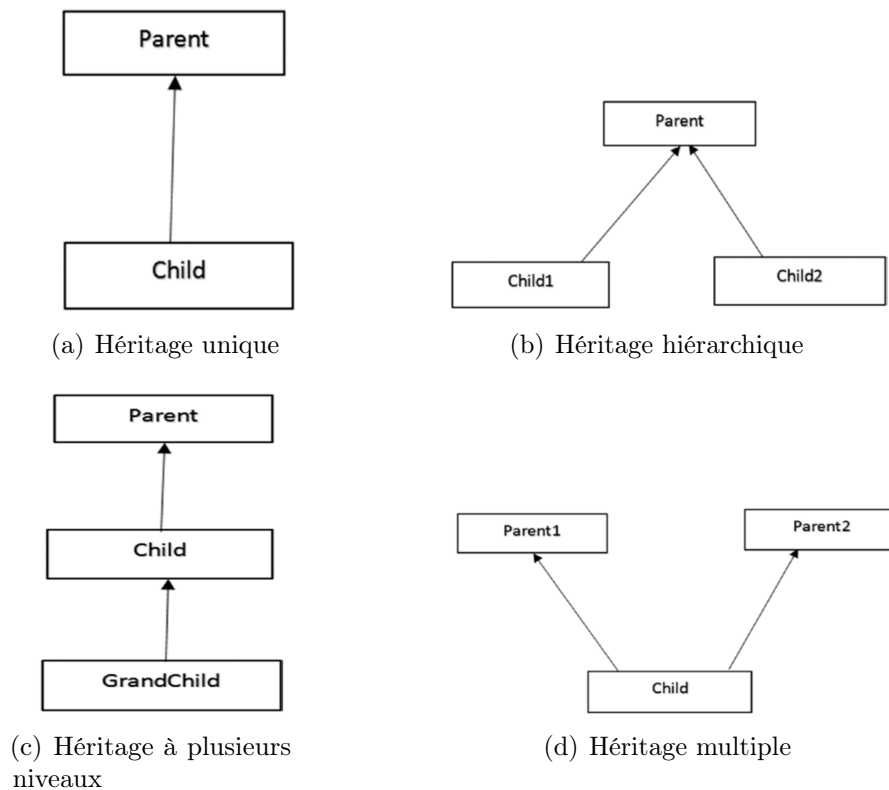 Parent
Child
(a) Héritage unique
Parent
Child1
Child2
(b) Héritage hiérarchique
Parent
Child
GrandChild
(c) Héritage à plusieurs
niveaux
Parent1
Parent2
Child
(d) Héritage multiple